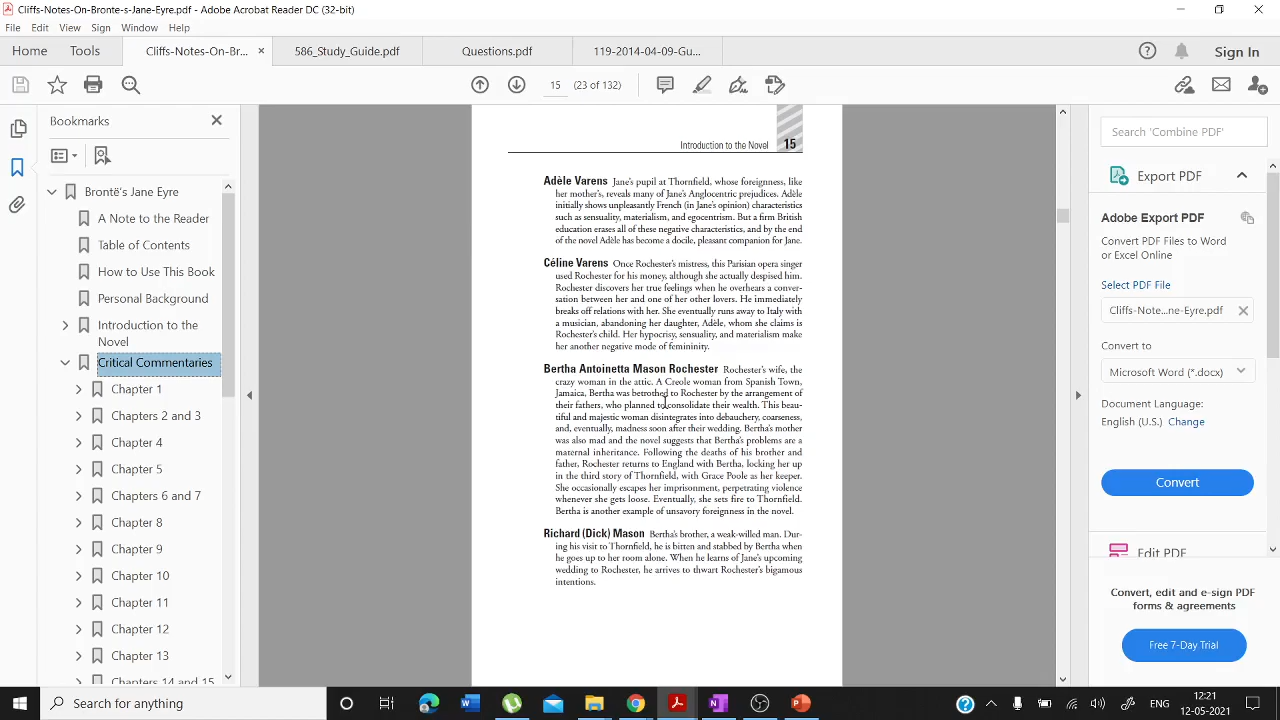 Cliffs-Notes-On-Bronte-s-Jane-Eyre.pdf - Adobe Acrobat Reader DC (32-bit)
File Edit View Sign Window Help
Home Tools Cliffs-Notes-On-Br... × 586_Study_Guide.pdf Questions.pdf 119-2014-04-09-Gu... Sign In
15 (23 of 132)
Bookmarks
Brontë's Jane Eyre
A Note to the Reader
Table of Contents
How to Use This Book
Personal Background
Introduction to the
Novel
Critical Commentaries
Chapter 1
Chapters 2 and 3
Chapter 4
Chapter 5
Chapters 6 and 7
Chapter 8
Chapter 9
Chapter 10
Chapter 11
Chapter 12
Chapter 13
Chapters 14 and 15
Introduction to the Novel 15
Adèle Varens Jane's pupil at Thornfield, whose foreignness, like
her mother's, reveals many of Jane's Anglocentric prejudices. Adèle
initially shows unpleasantly French (in Jane's opinion) characteristics
such as sensuality, materialism, and egocentrism. But a firm British
education erases all of these negative characteristics, and by the end
of the novel Adèle has become a docile, pleasant companion for Jane.
Céline Varens Once Rochester's mistress, this Parisian opera singer
used Rochester for his money, although she actually despised him.
Rochester discovers her true feelings when he overhears a conver-
sation between her and one of her other lovers. He immediately
breaks off relations with her. She eventually runs away to Italy with
a musician, abandoning her daughter, Adèle, whom she claims is
Rochester's child. Her hypocrisy, sensuality, and materialism make
her another negative mode of femininity.
Bertha Antoinetta Mason Rochester Rochester's wife, the
crazy woman in the attic. A Creole woman from Spanish Town,
Jamaica, Bertha was betrothed to Rochester by the arrangement of
their fathers, who planned to consolidate their wealth. This beau-
tiful and majestic woman disintegrates into debauchery, coarseness,
and, eventually, madness soon after their wedding. Bertha's mother
was also mad and the novel suggests that Bertha's problems are a
maternal inheritance. Following the deaths of his brother and
father, Rochester returns to England with Bertha, locking her up
in the third story of Thornfield, with Grace Poole as her keeper.
She occasionally escapes her imprisonment, perpetrating violence
whenever she gets loose. Eventually, she sets fire to Thornfield.
Bertha is another example of unsavory foreignness in the novel.
Richard (Dick) Mason Bertha's brother, a weak-willed man. Dur-
ing his visit to Thornfield, he is bitten and stabbed by Bertha when
he goes up to her room alone. When he learns of Jane's upcoming
wedding to Rochester, he arrives to thwart Rochester's bigamous
intentions.
Search 'Combine PDF'
Export PDF
Adobe Export PDF
Convert PDF Files to Word
or Excel Online
Select PDF File
Cliffs-Note...ne-Eyre.pdf
Convert to
Microsoft Word (*.docx)
Document Language:
English (U.S.) Change
Convert
Edit PDF
Convert, edit and e-sign PDF
forms & agreements
Free 7-Day Trial
Search for anything
ENG
12:21
12-05-2021